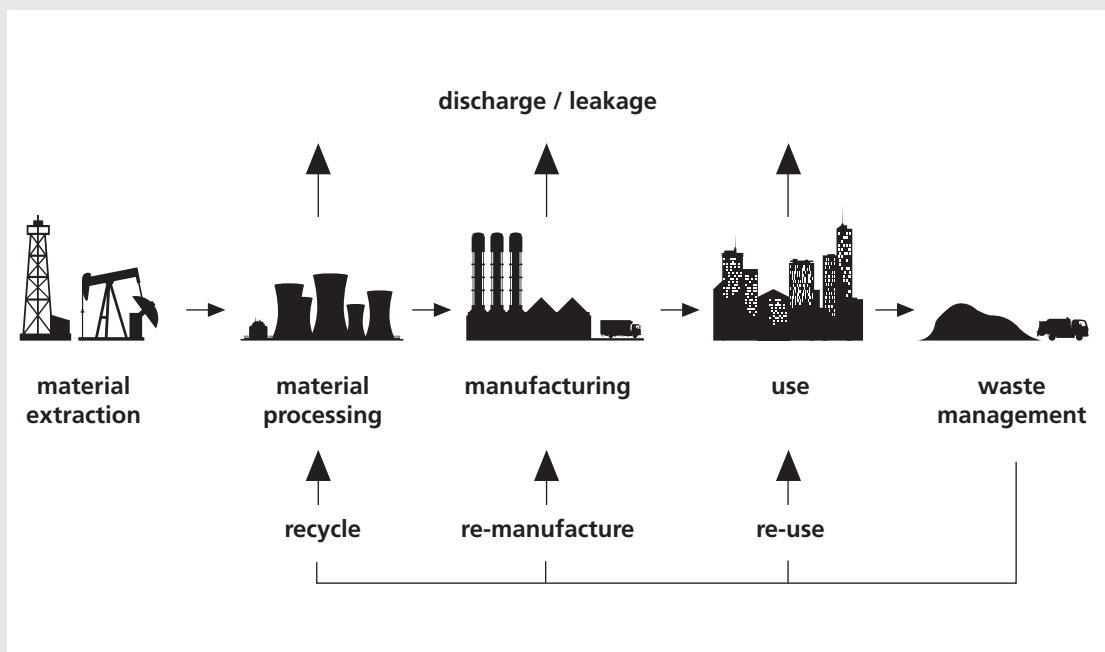 discharge / leakage
material
extraction
material
processing
manufacturing
use
waste
management
recycle
re-manufacture
re-use